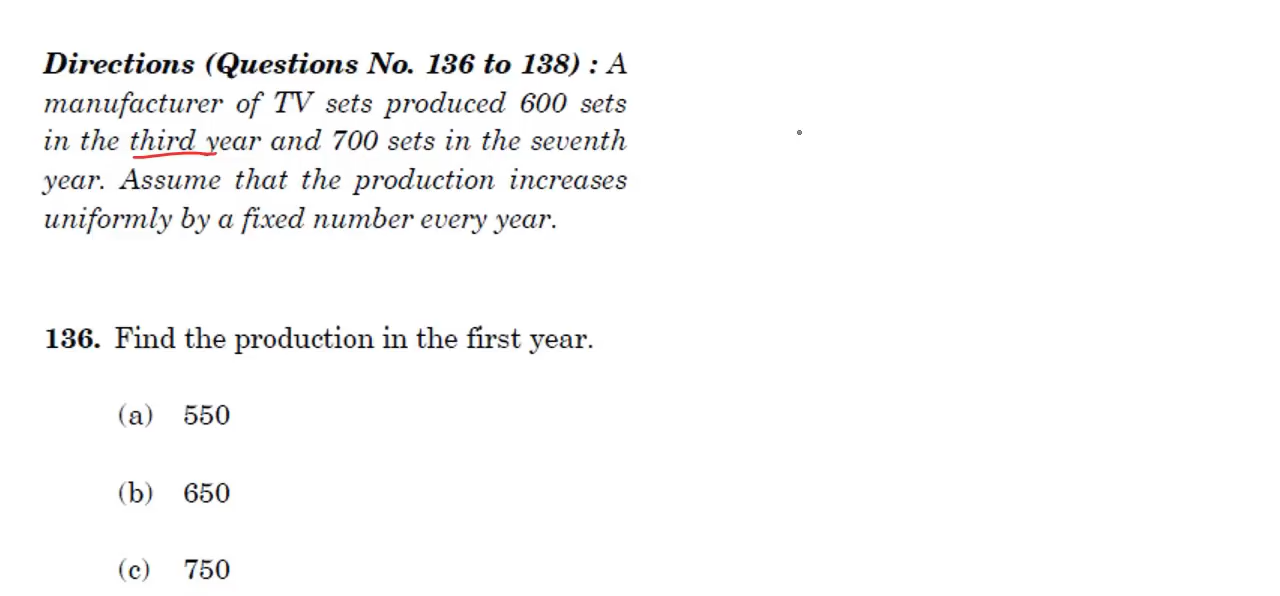 Directions (Questions No. 136 to 138) : A
manufacturer of TV sets produced 600 sets
in the third year and 700 sets in the seventh
year. Assume that the production increases
uniformly by a fixed number every year.
136. Find the production in the first year.
(a) 550
(b) 650
(c) 750